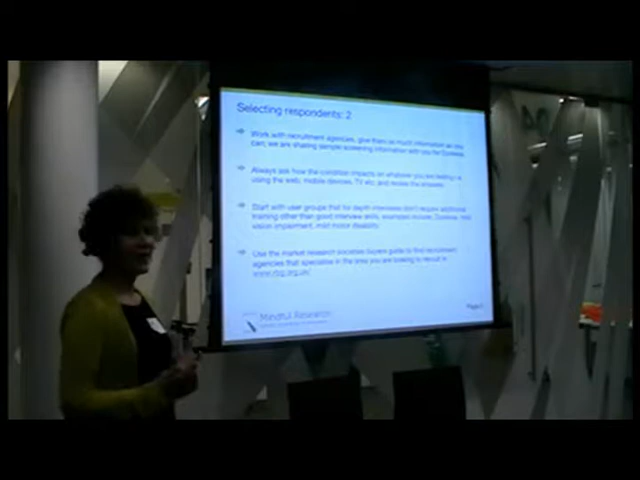 Selecting respondents: 2
Work with recruitment agencies, give them as much information as you
can, we are sharing sample screening information with you for Dyslexia.
Always ask how the condition impacts on whatever you are testing i.e.
using the web, mobile devices, TV etc. and review the answers.
Start with user groups that for depth interviews don't require additional
training other than good interview skills, examples include, Dyslexia, mild
vision impairment, mild motor disability.
Use the market research societies buyers guide to find recruitment
agencies that specialise in the area you are looking to recruit in
www.rbg.org.uk/
Mindful Research
Page